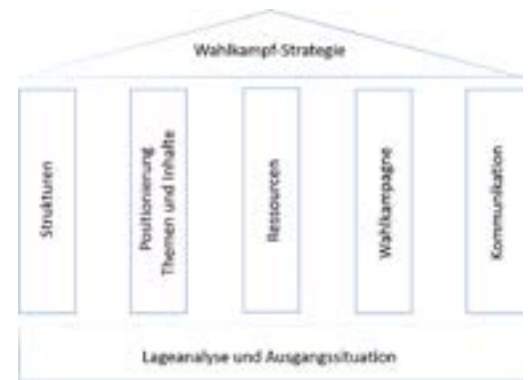 Wahlkampf-Strategie
Strukturen
Positionierung
Themen und Inhalte
Ressourcen
Wahlkampagne
Kommunikation
Lageanalyse und Ausgangssituation